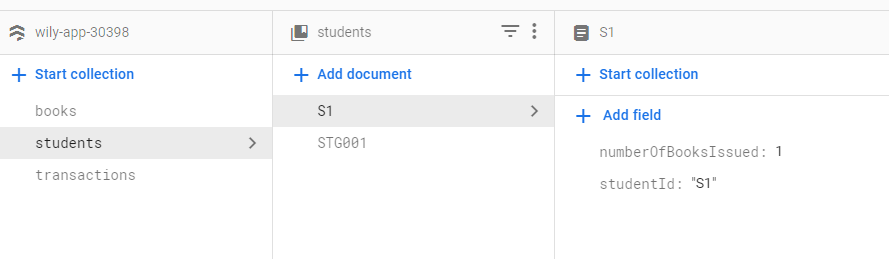 wily-app-30398
Start collection
books
students
transactions
students
Add document
S1
STG001
S1
Start collection
Add field
numberOfBooksIssued: 1
studentId: "S1"